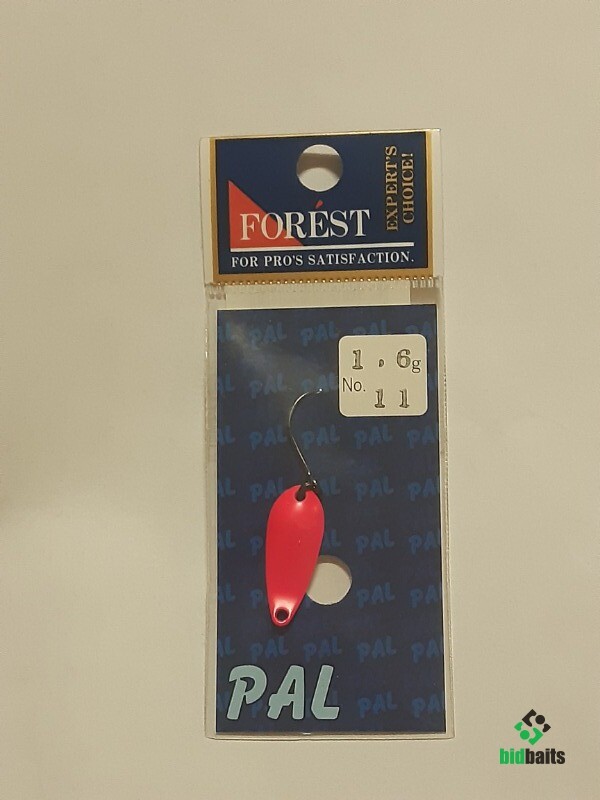 EXPERT'S
CHOICE!
FORÉST
FOR PRO'S SATISFACTION.
1.6g
No.
11
PAL
bidbaits